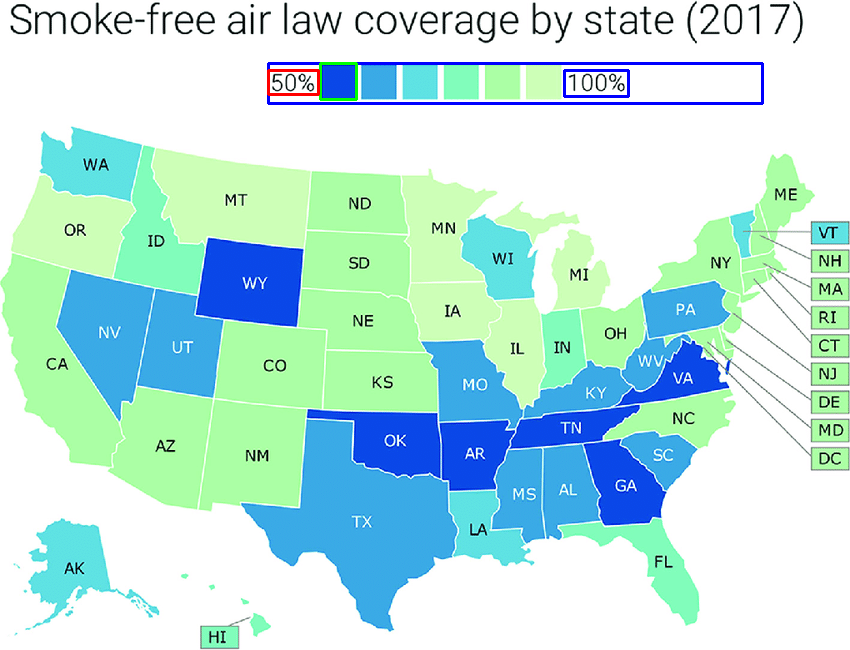 Smoke-free air law coverage by state (2017)
50% 100%
WA
MT
ND
MN
ME
OR
ID
WI
VT
SD
NY
NH
WY
MI
MA
NE
IA
RI
NV
PA
OH
CT
UT
IL
IN
CA
CO
WV
NJ
KS
MO
KY
VA
DE
AZ
NM
OK
AR
TN
NC
MD
SC
DC
TX
MS
AL
GA
LA
AK
FL
HI